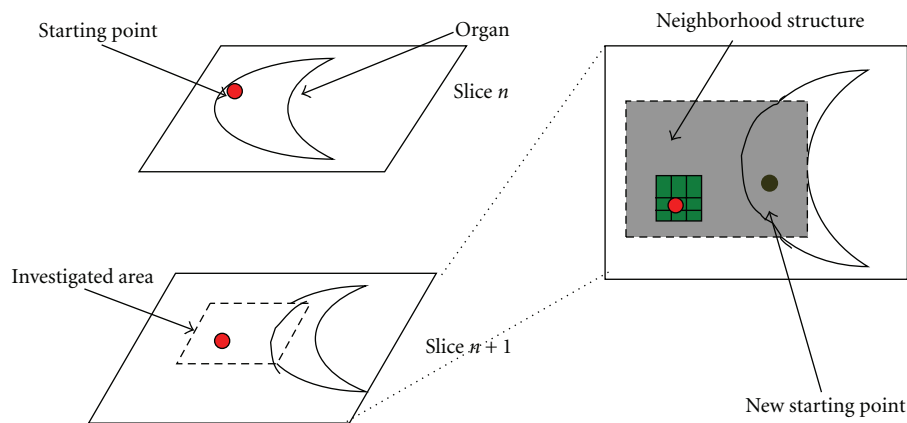 Starting point
Organ
Slice n
Neighborhood structure
Investigated area
Slice n + 1
New starting point